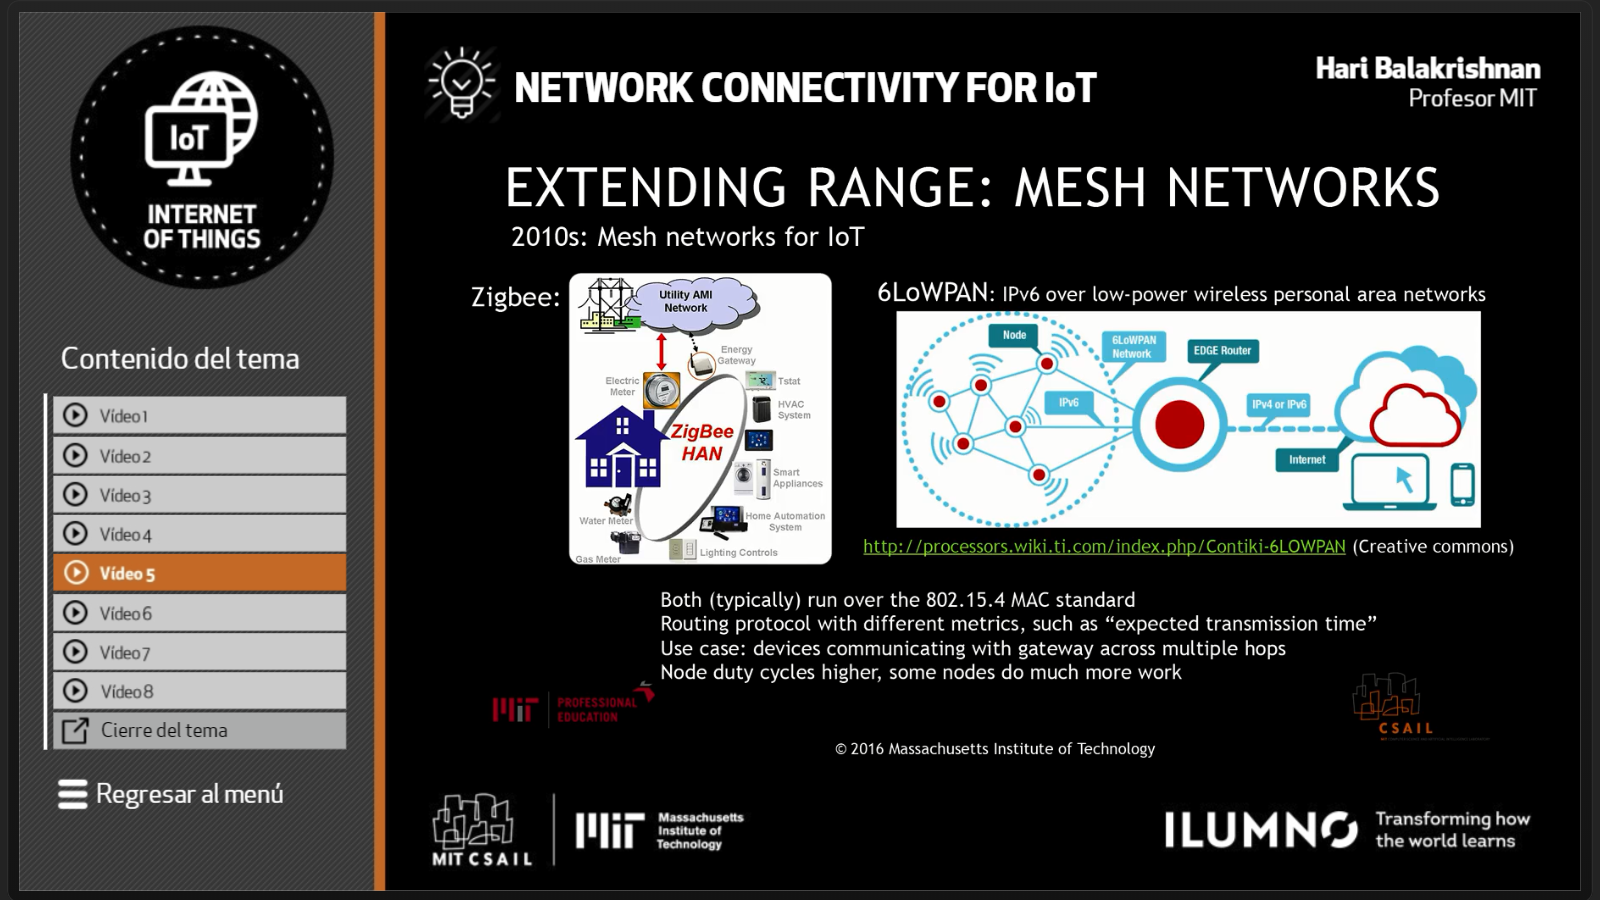 IoT
INTERNET
OF THINGS
Contenido del tema
Vídeo 1
Vídeo 2
Vídeo 3
Vídeo 4
Vídeo 5
Vídeo 6
Vídeo 7
Vídeo 8
Cierre del tema
Regresar al menú
NETWORK CONNECTIVITY FOR IoT
Hari Balakrishnan
Profesor MIT
EXTENDING RANGE: MESH NETWORKS
2010s: Mesh networks for IoT
Zigbee:
Utility AMI
Network
Energy
Gateway
Electric
Meter
Tstat
HVAC
System
ZigBee
HAN
Smart
Appliances
Water Meter
Home Automation
System
Gas Meter
Lighting Controls
6LoWPAN: IPv6 over low-power wireless personal area networks
Node
6LoWPAN
Network
EDGE Router
IPv6
IPv4 or IPv6
Internet
http://processors.wiki.ti.com/index.php/Contiki-6LOWPAN (Creative commons)
Both (typically) run over the 802.15.4 MAC standard
Routing protocol with different metrics, such as “expected transmission time”
Use case: devices communicating with gateway across multiple hops
Node duty cycles higher, some nodes do much more work
MIT PROFESSIONAL
EDUCATION
CSAIL
© 2016 Massachusetts Institute of Technology
MIT CSAIL
MIT Massachusetts
Institute of
Technology
ILUMNO Transforming how
the world learns